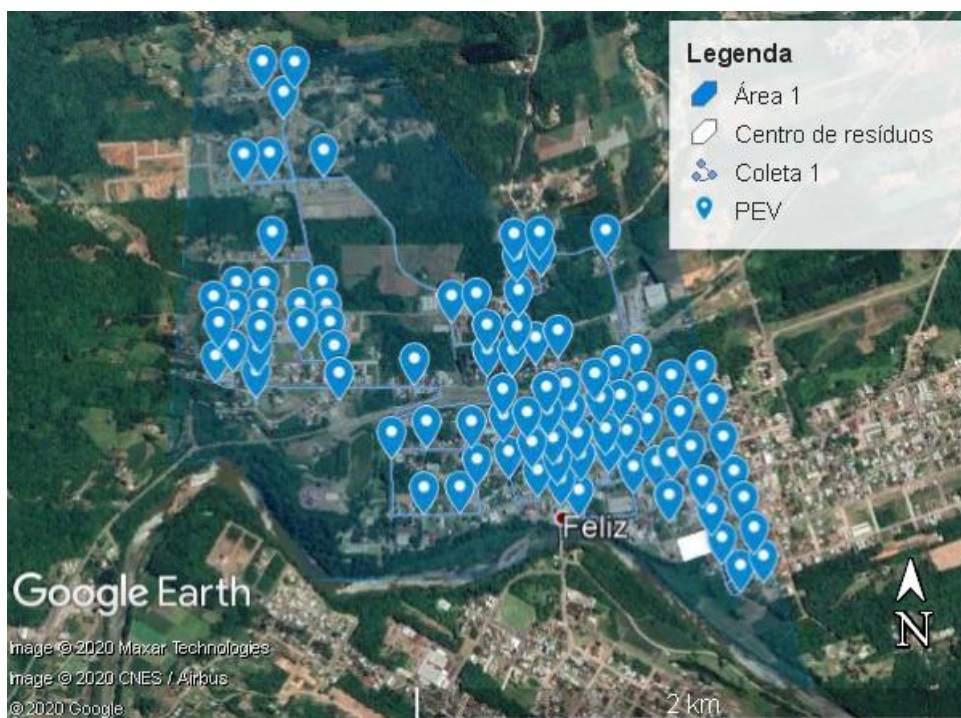 Legenda
Área 1
Centro de resíduos
Coleta 1
PEV
Feliz
Google Earth
N
Image © 2020 Maxar Technologies
Image © 2020 CNES / Airbus
© 2020 Google
2 km